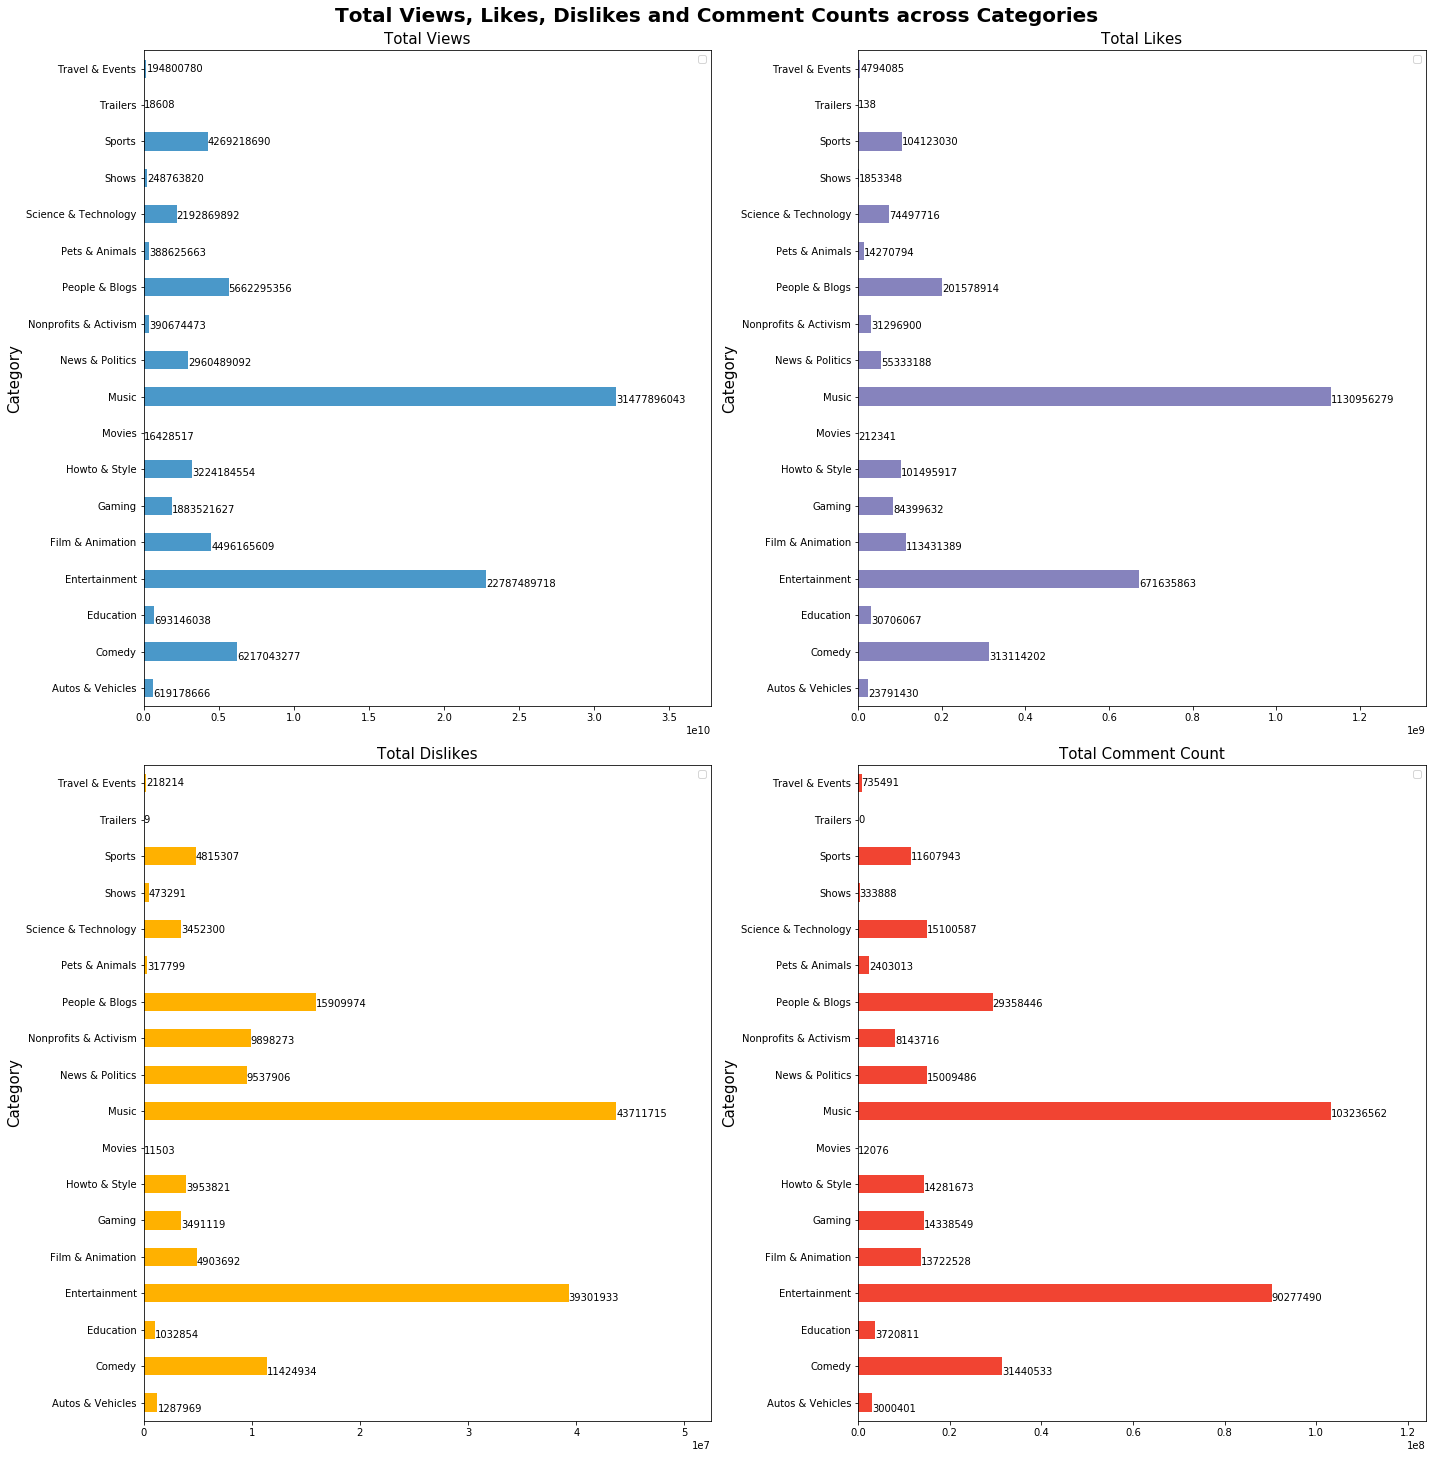 Total Views, Likes, Dislikes and Comment Counts across Categories
Total Views
Category
Travel & Events 194800780
Trailers 18608
Sports 4269218690
Shows 248763820
Science & Technology 2192869892
Pets & Animals 388625663
People & Blogs 5662295356
Nonprofits & Activism 390674473
News & Politics 2960489092
Music 31477896043
Movies 16428517
Howto & Style 3224184554
Gaming 1883521627
Film & Animation 4496165609
Entertainment 22787489718
Education 693146038
Comedy 6217043277
Autos & Vehicles 619178666
0.0 0.5 1.0 1.5 2.0 2.5 3.0 3.5
1e10
Total Likes
Category
Travel & Events 4794085
Trailers 138
Sports 104123030
Shows 1853348
Science & Technology 74497716
Pets & Animals 14270794
People & Blogs 201578914
Nonprofits & Activism 31296900
News & Politics 55333188
Music 1130956279
Movies 212341
Howto & Style 101495917
Gaming 84399632
Film & Animation 113431389
Entertainment 671635863
Education 30706067
Comedy 313114202
Autos & Vehicles 23791430
0.0 0.2 0.4 0.6 0.8 1.0 1.2
1e9
Total Dislikes
Category
Travel & Events 218214
Trailers 9
Sports 4815307
Shows 473291
Science & Technology 3452300
Pets & Animals 317799
People & Blogs 15909974
Nonprofits & Activism 9898273
News & Politics 9537906
Music 43711715
Movies 11503
Howto & Style 3953821
Gaming 3491119
Film & Animation 4903692
Entertainment 39301933
Education 1032854
Comedy 11424934
Autos & Vehicles 1287969
0 1 2 3 4 5
1e7
Total Comment Count
Category
Travel & Events 735491
Trailers 0
Sports 11607943
Shows 333888
Science & Technology 15100587
Pets & Animals 2403013
People & Blogs 29358446
Nonprofits & Activism 8143716
News & Politics 15009486
Music 103236562
Movies 12076
Howto & Style 14281673
Gaming 14338549
Film & Animation 13722528
Entertainment 90277490
Education 3720811
Comedy 31440533
Autos & Vehicles 3000401
0.0 0.2 0.4 0.6 0.8 1.0 1.2
1e8